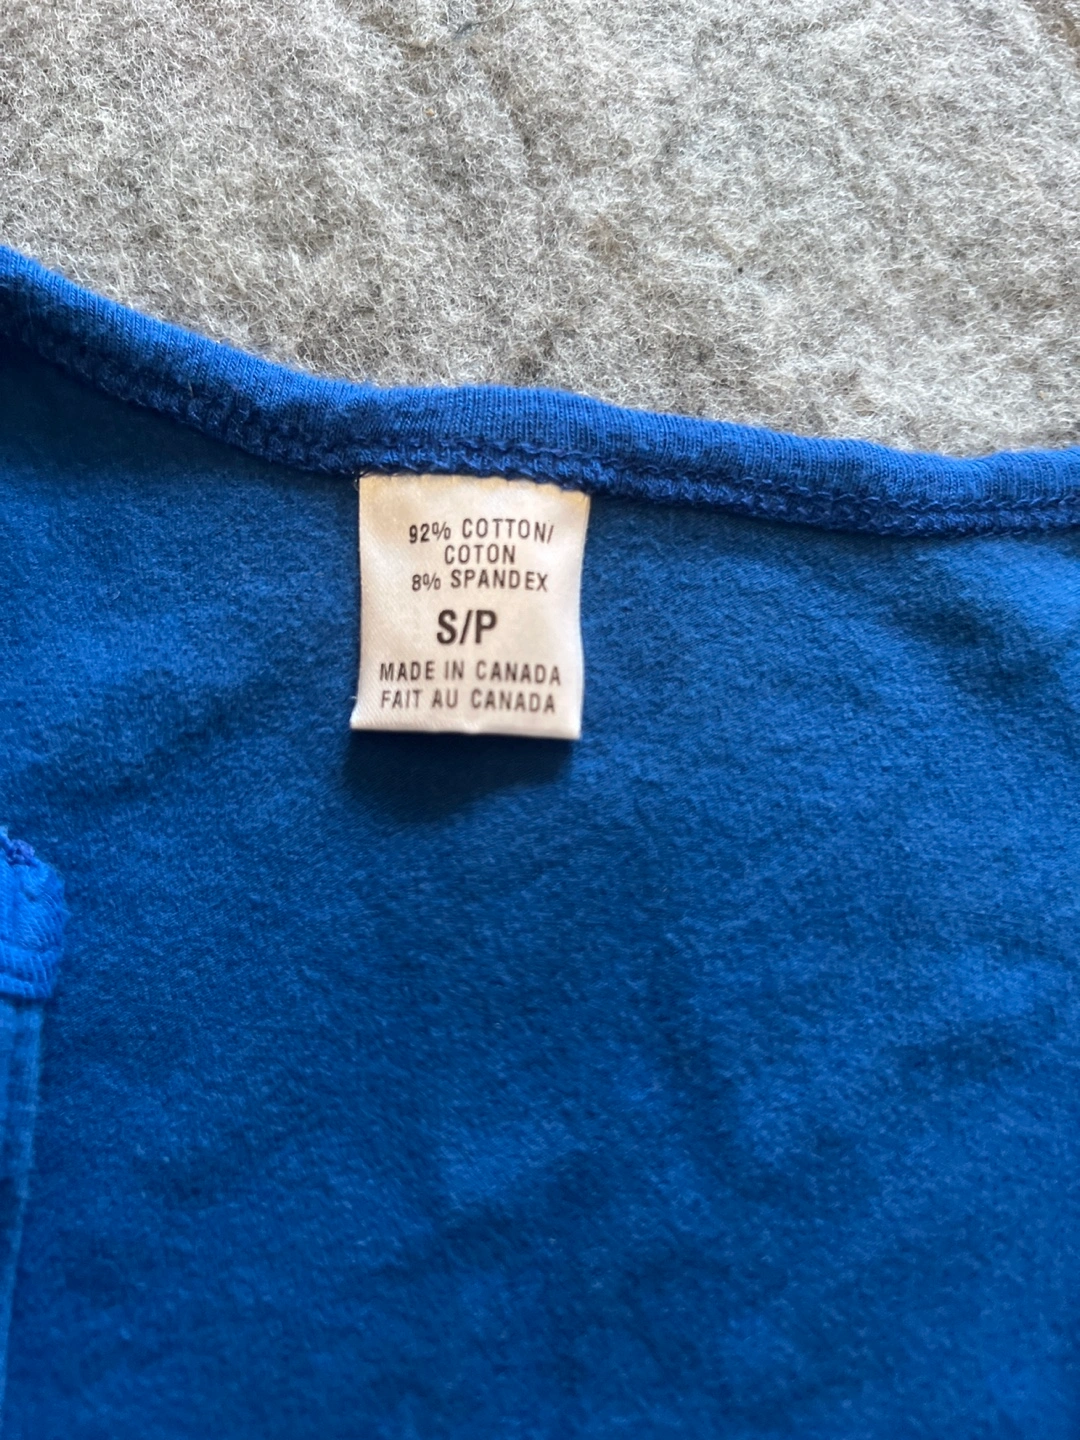 92% COTTON/
COTON
8% SPANDEX
S/P
MADE IN CANADA
FAIT AU CANADA